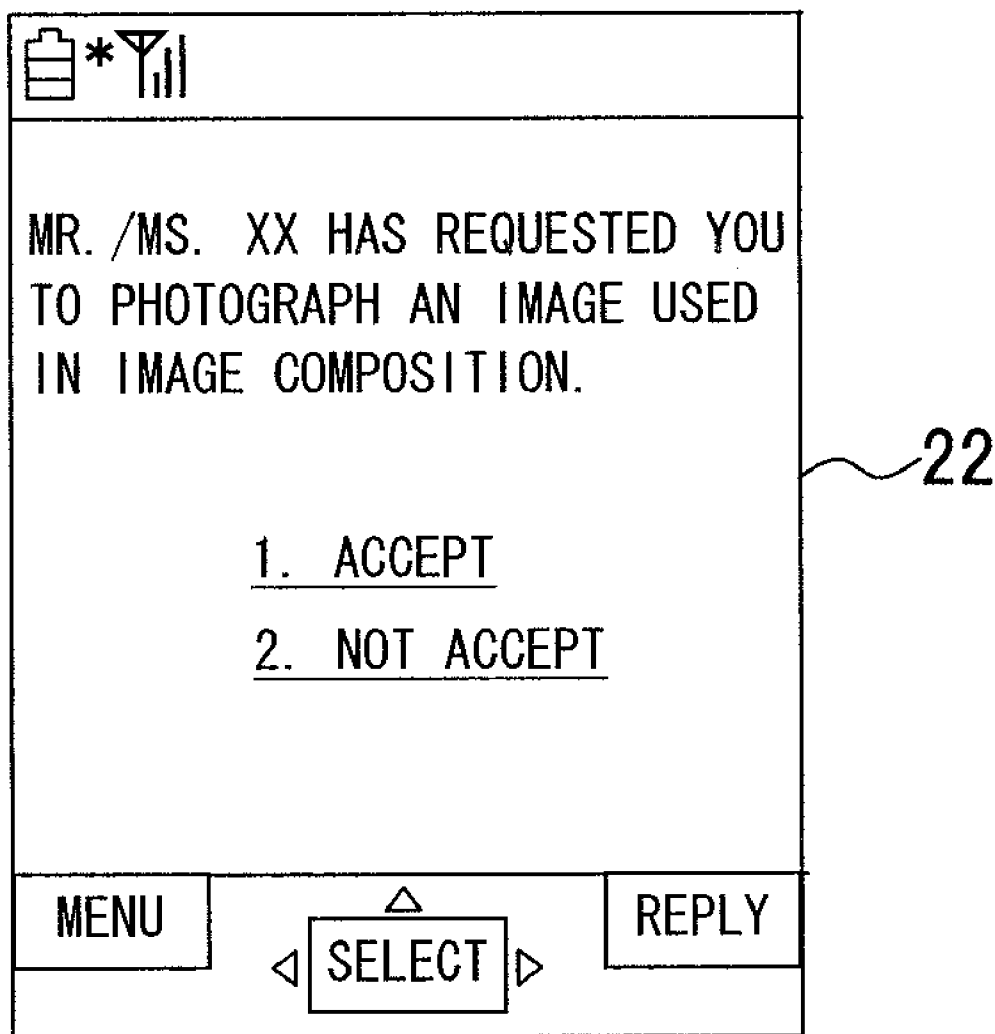 *
MR./MS. XX HAS REQUESTED YOU
TO PHOTOGRAPH AN IMAGE USED
IN IMAGE COMPOSITION.
22
1. ACCEPT
2. NOT ACCEPT
MENU
SELECT
REPLY